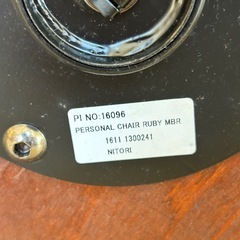 PI NO:16096
PERSONAL CHAIR RUBY MBR
1611 1300241
NITORI